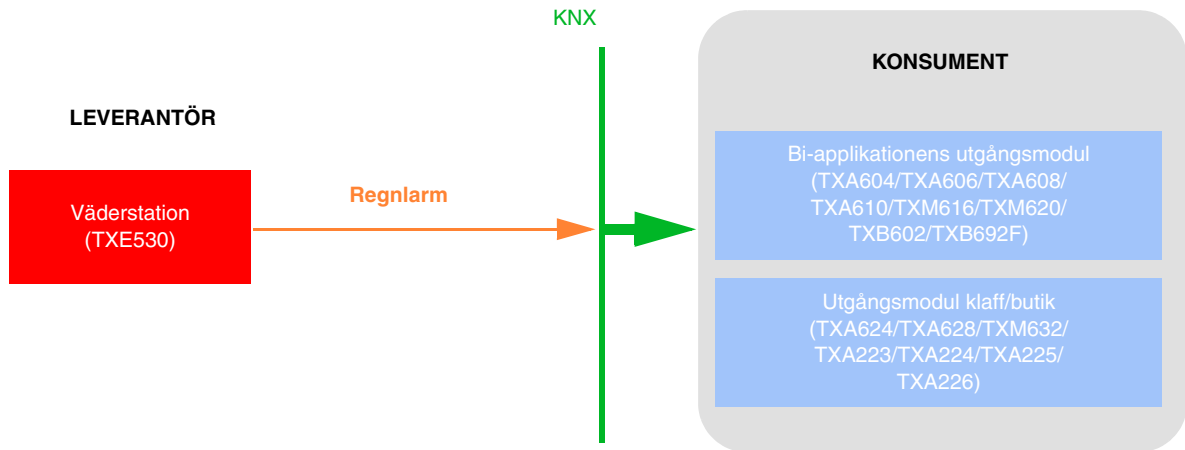 KNX
KONSUMENT
LEVERANTÖR
Bi-applikationens utgångsmodul
(TXA604/TXA606/TXA608/
TXA610/TXM616/TXM620/
TXB602/TXB692F)
Regnlarm
Väderstation
(TXE530)
Utgångsmodul klaff/butik
(TXA624/TXA628/TXM632/
TXA223/TXA224/TXA225/
TXA226)